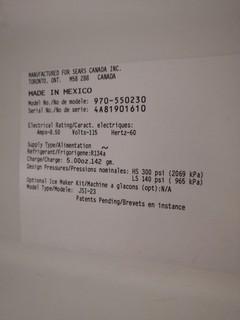 MANUFACTURED FOR SEARS CANADA INC.
TORONTO, ONT. M5B 2B8 CANADA
MADE IN MEXICO
Model No./No de modele: 970-550230
Serial No./No de serie: 4A81901610
Electrical Rating/Caract. electriques:
Amps-8.50 Volts-115 Hertz-60
Supply Type/Alimentation ~
Refrigerant/Frigorigene:R134a
Charge/Charge: 5.00oz.142 gm.
Design Pressures/Pressions nominales: HS 300 psi (2069 kPa)
LS 140 psi ( 965 kPa)
Optional Ice Maker Kit/Machine a glacons (opt):N/A
Model Type/Modele: JSI-23
Patents Pending/Brevets en instance